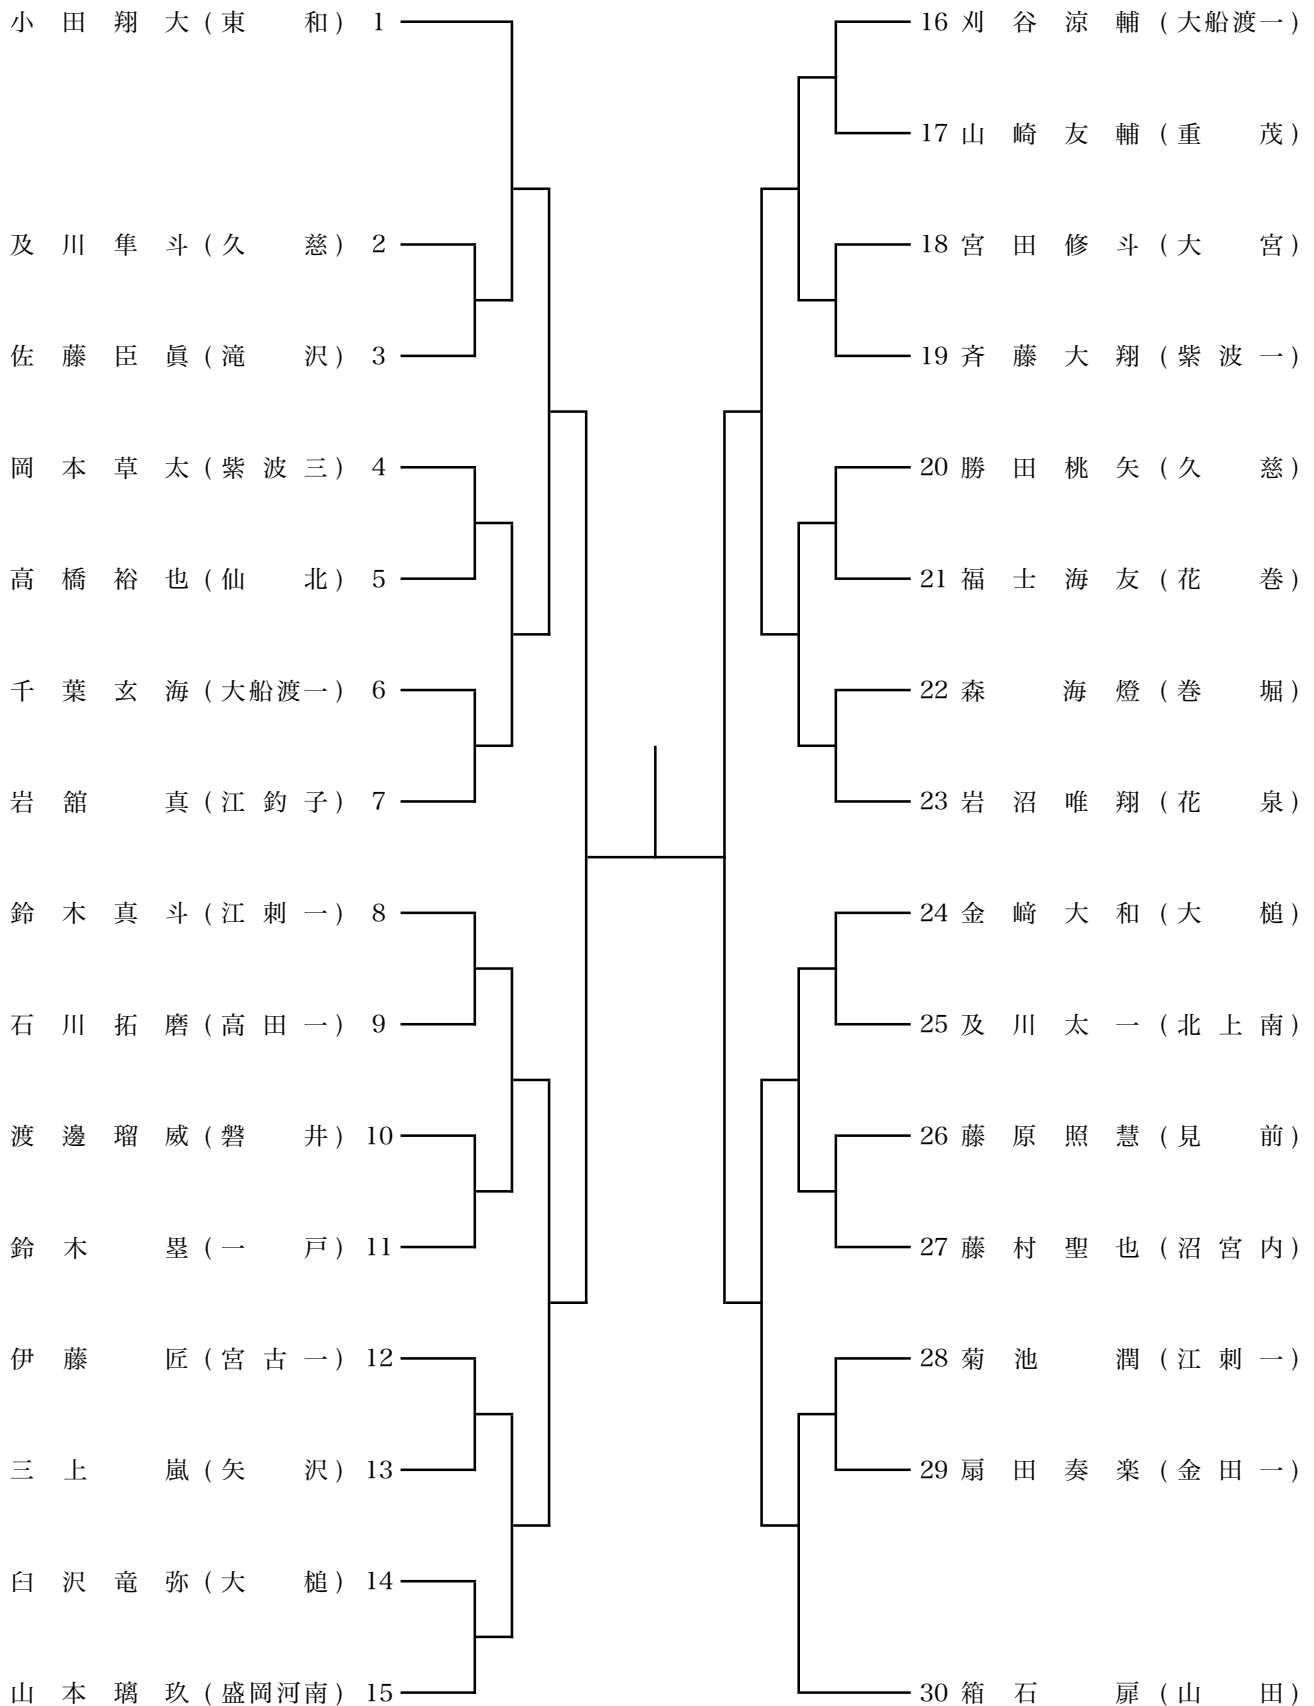 小田翔大(東和) 1
及川隼斗(久慈) 2
佐藤臣眞(滝沢) 3
岡本草太(紫波三) 4
高橋裕也(仙北) 5
千葉玄海(大船渡一) 6
岩舘真(江釣子) 7
鈴木真斗(江刺一) 8
石川拓磨(高田一) 9
渡邊瑠威(磐井) 10
鈴木塁(一戸) 11
伊藤匠(宮古一) 12
三上嵐(矢沢) 13
臼沢竜弥(大槌) 14
山本璃玖(盛岡河南) 15
16 刈谷涼輔(大船渡一)
17 山崎友輔(重茂)
18 宮田修斗(大宮)
19 斉藤大翔(紫波一)
20 勝田桃矢(久慈)
21 福士海友(花巻)
22 森海燈(巻堀)
23 岩沼唯翔(花泉)
24 金﨑大和(大槌)
25 及川太一(北上南)
26 藤原照慧(見前)
27 藤村聖也(沼宮内)
28 菊池潤(江刺一)
29 扇田奏楽(金田一)
30 箱石扉(山田)